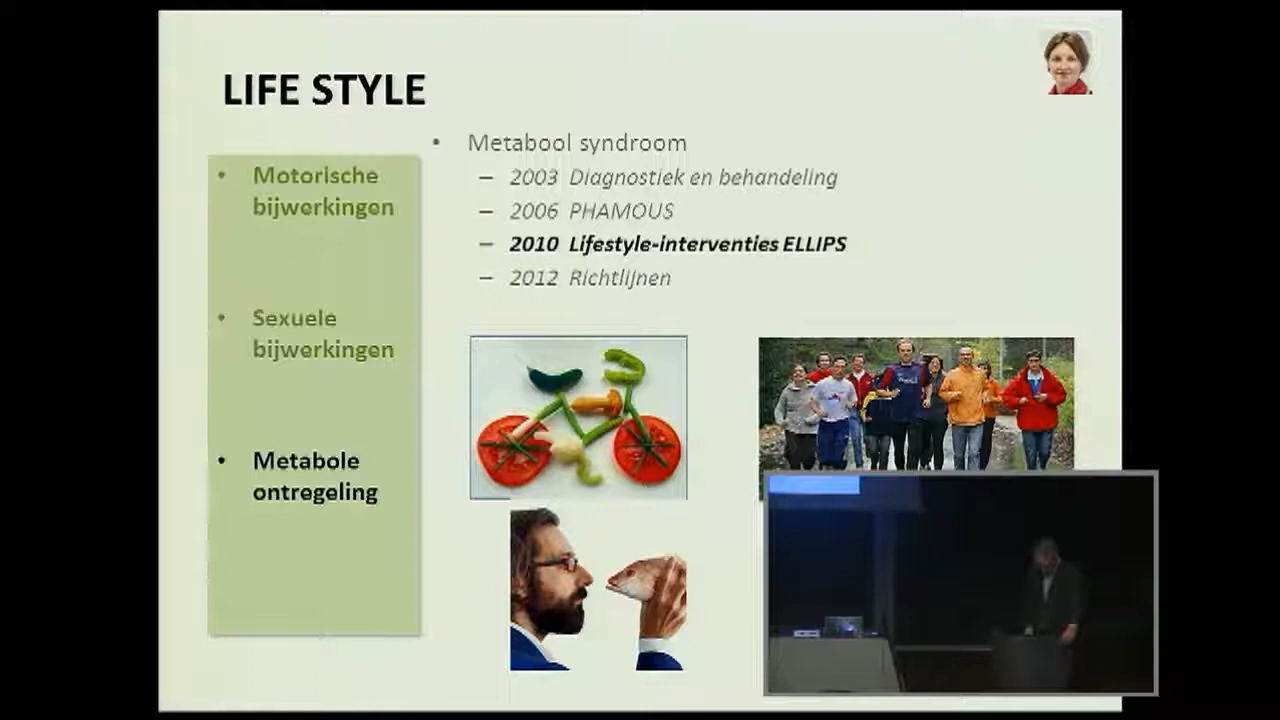 LIFE STYLE
• Motorische
bijwerkingen
• Sexuele
bijwerkingen
• Metabole
ontregeling
• Metabool syndroom
– 2003 Diagnostiek en behandeling
– 2006 PHAMOUS
– 2010 Lifestyle-interventies ELLIPS
– 2012 Richtlijnen